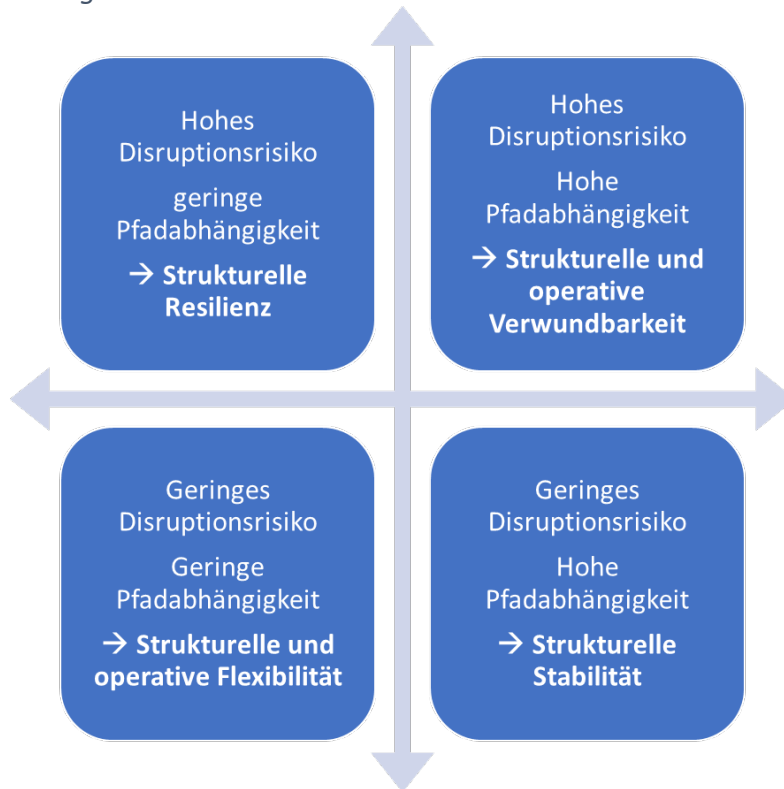 Hohes
Disruptionsrisiko
geringe
Pfadabhängigkeit
→ Strukturelle
Resilienz
Hohes
Disruptionsrisiko
Hohe
Pfadabhängigkeit
→ Strukturelle und
operative
Verwundbarkeit
Geringes
Disruptionsrisiko
Geringe
Pfadabhängigkeit
→ Strukturelle und
operative Flexibilität
Geringes
Disruptionsrisiko
Hohe
Pfadabhängigkeit
→ Strukturelle
Stabilität